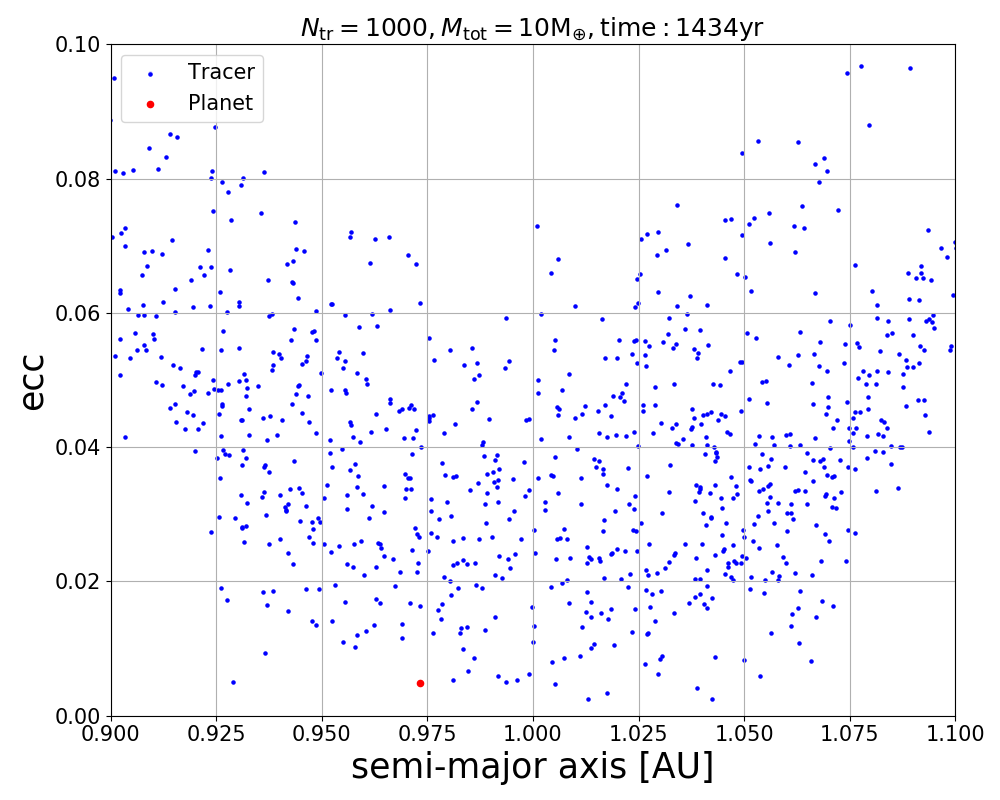 N_tr = 1000, M_tot = 10M_⊕, time : 1434yr
Tracer
Planet
ecc
0.10
0.08
0.06
0.04
0.02
0.00
0.900 0.925 0.950 0.975 1.000 1.025 1.050 1.075 1.100
semi-major axis [AU]